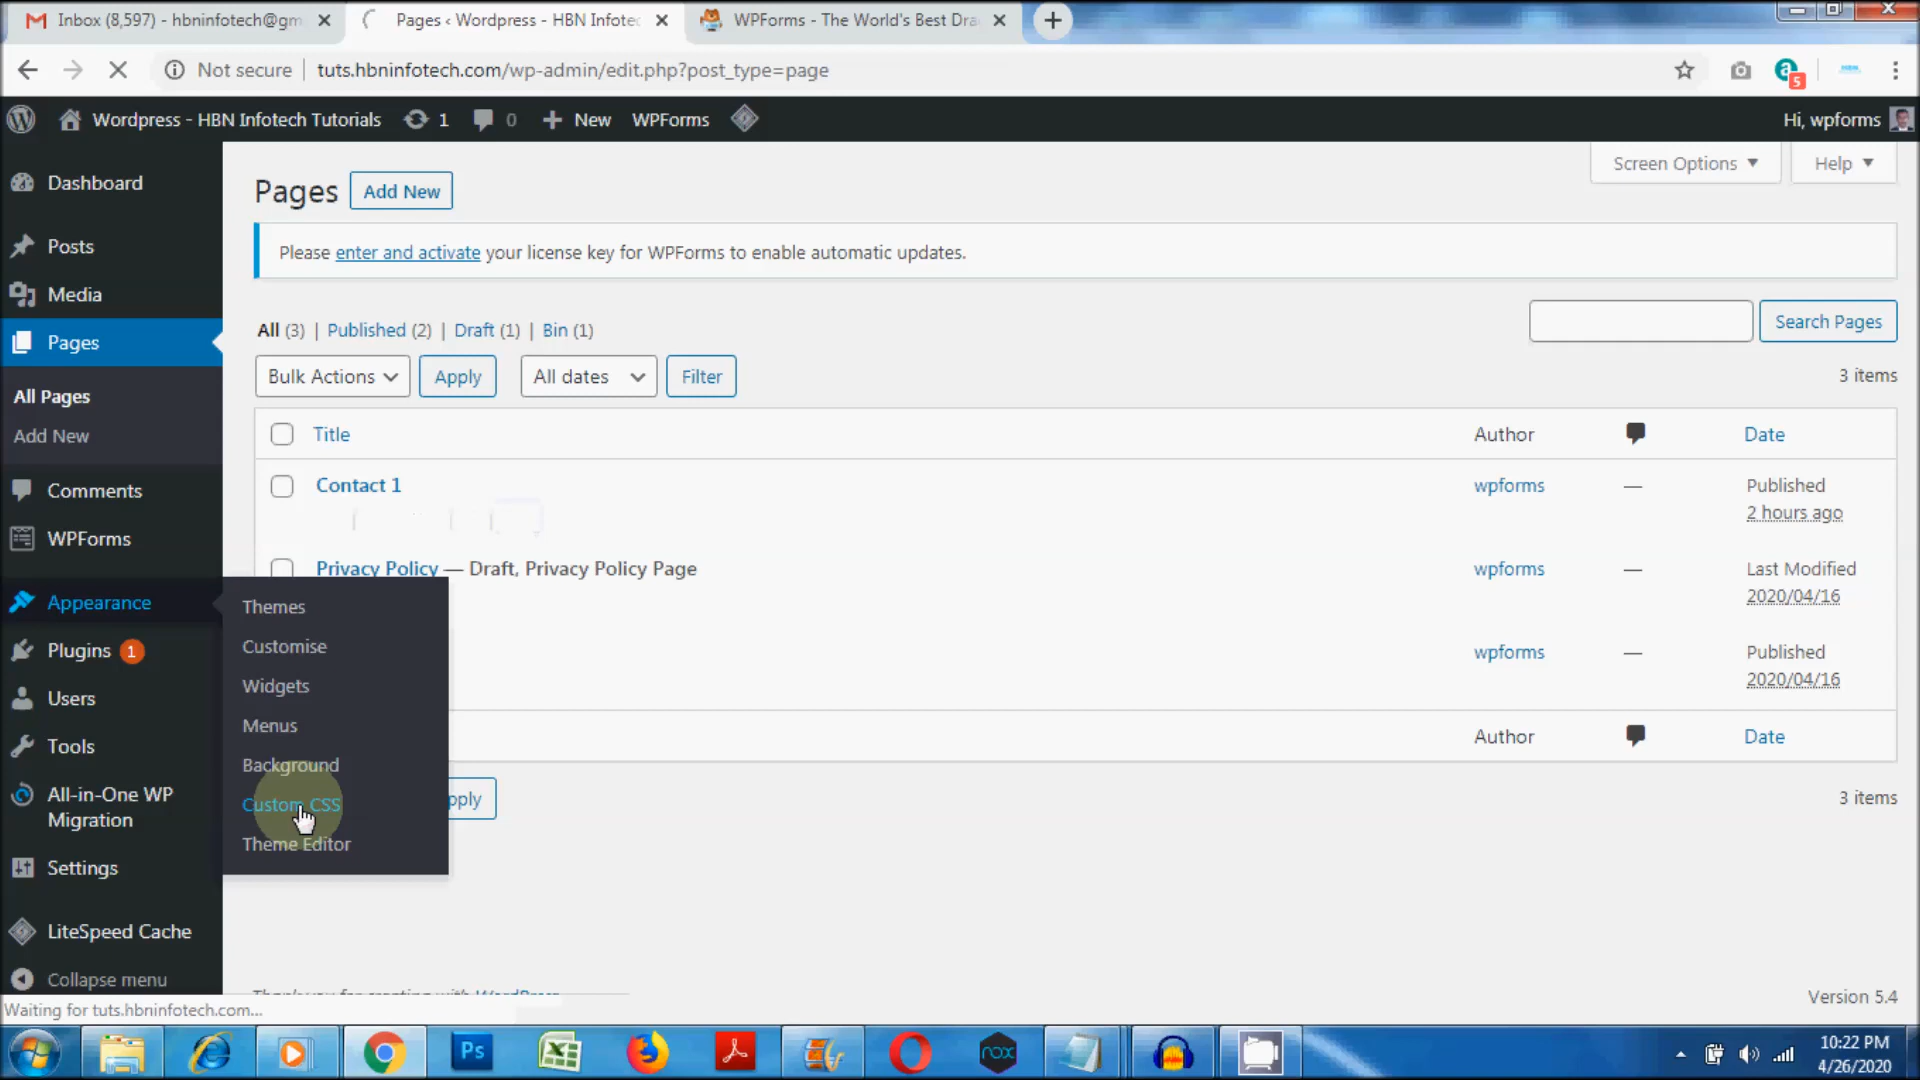 Inbox (8,597) - hbninfotech@gm
Pages ‹ Wordpress - HBN Infotec
WPForms - The World's Best Dra
Not secure
tuts.hbninfotech.com/wp-admin/edit.php?post_type=page
5
Wordpress - HBN Infotech Tutorials
1
0
New
WPForms
Hi, wpforms
Dashboard
Posts
Media
Pages
All Pages
Add New
Comments
WPForms
Appearance
Plugins 1
Users
Tools
All-in-One WP
Migration
Settings
LiteSpeed Cache
Collapse menu
Themes
Customise
Widgets
Menus
Background
Custom CSS
Theme Editor
Screen Options
Help
Pages
Add New
Please enter and activate your license key for WPForms to enable automatic updates.
All (3) | Published (2) | Draft (1) | Bin (1)
Search Pages
Bulk Actions
Apply
All dates
Filter
3 items
Title
Author
Date
Contact 1
wpforms
—
Published
2 hours ago
Privacy Policy — Draft, Privacy Policy Page
wpforms
—
Last Modified
2020/04/16
wpforms
—
Published
2020/04/16
Author
Date
pply
3 items
Version 5.4
Waiting for tuts.hbninfotech.com...
Ps
nox
10:22 PM
4/26/2020